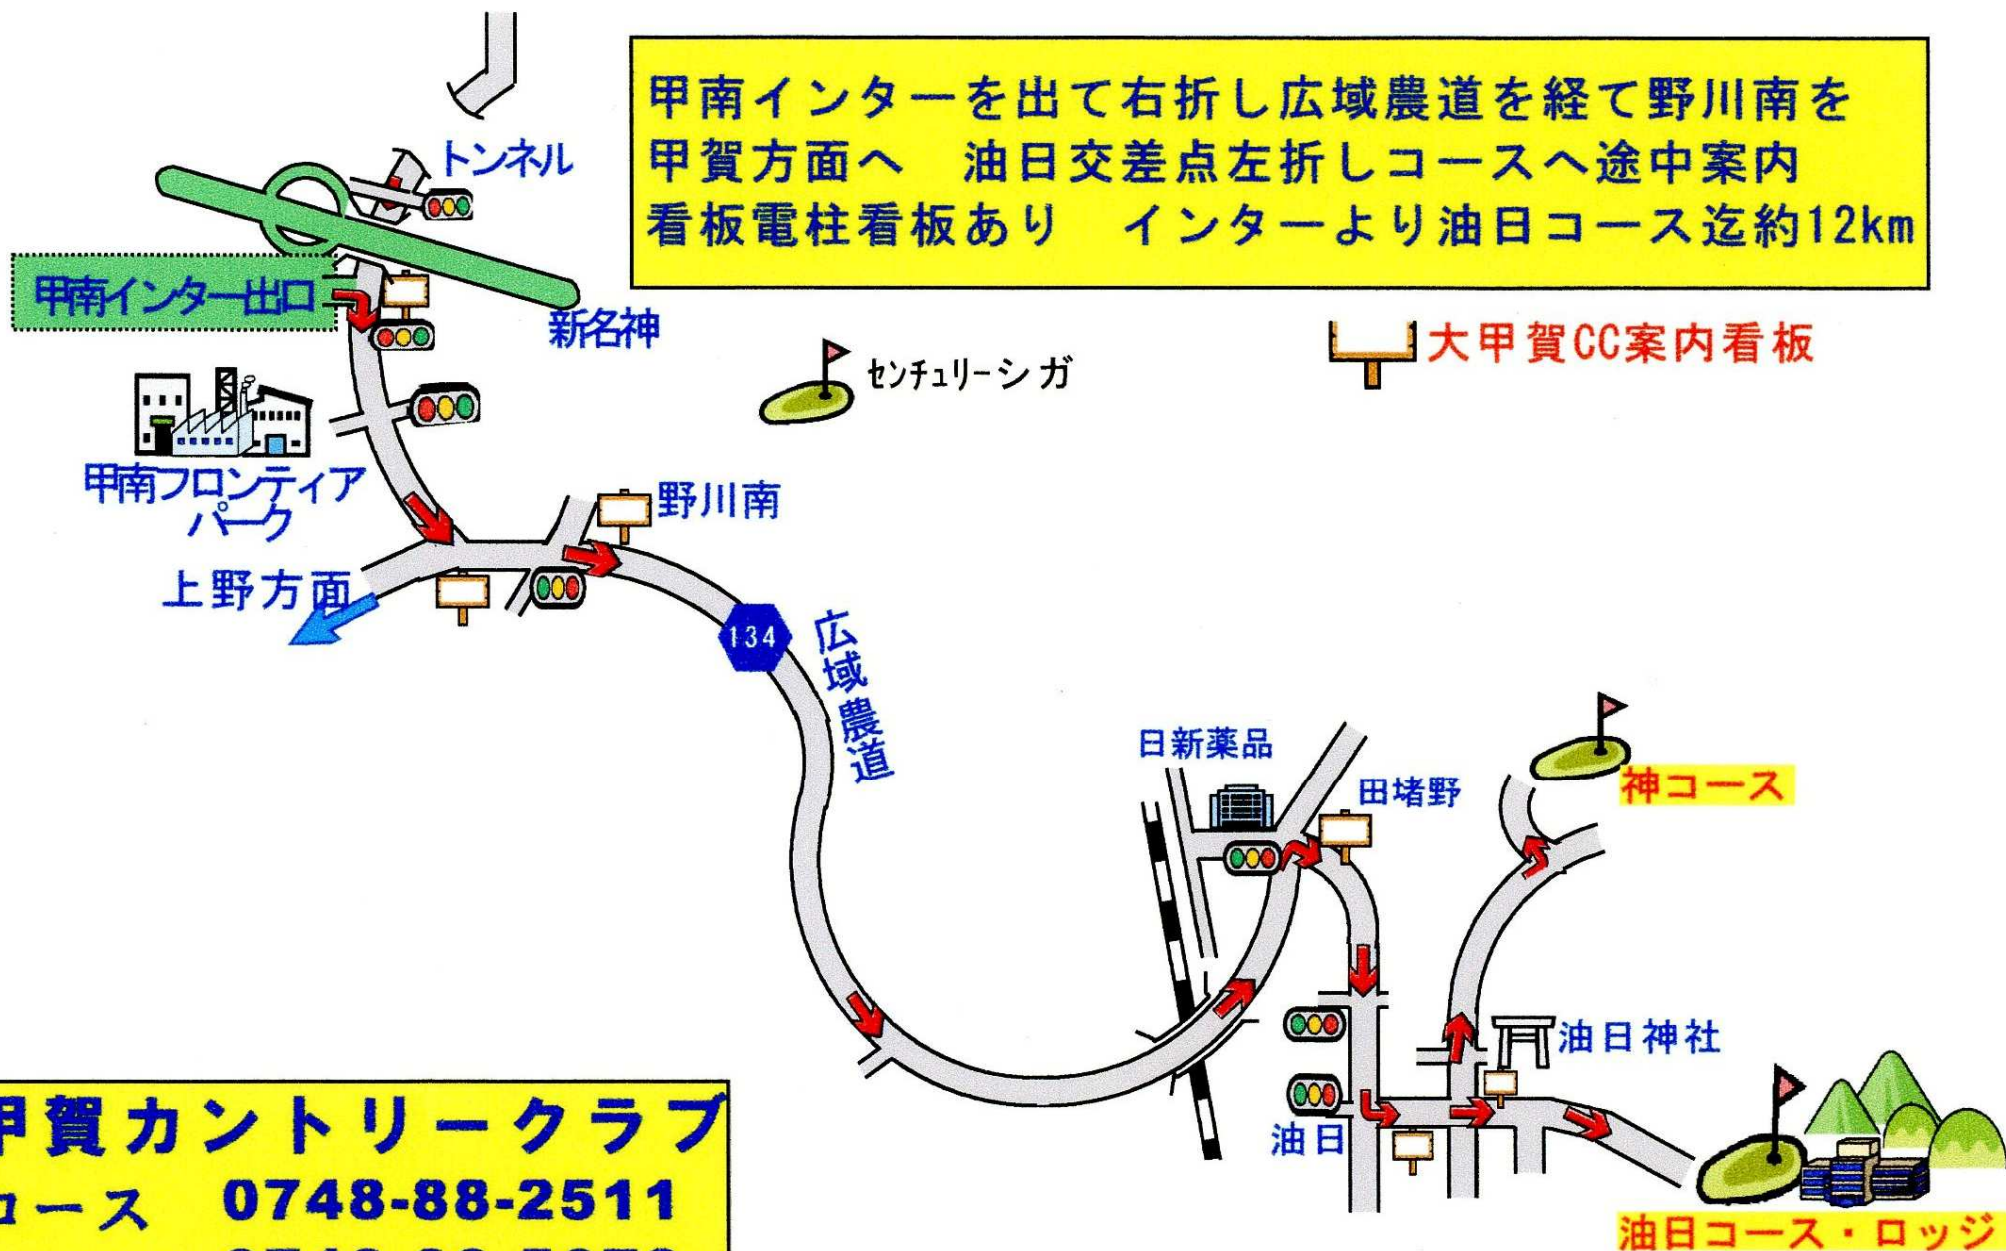 甲南インターを出て右折し広域農道を経て野川南を
甲賀方面へ　油日交差点左折しコースへ途中案内
看板電柱看板あり　インターより油日コース迄約12km
トンネル
甲南インター出口
新名神
センチュリーシガ
大甲賀CC案内看板
甲南フロンティア
パーク
野川南
上野方面
134
広域農道
日新薬品
田堵野
神コース
油日神社
油日
油日コース・ロッジ
甲賀カントリークラブ
コース　0748-88-2511